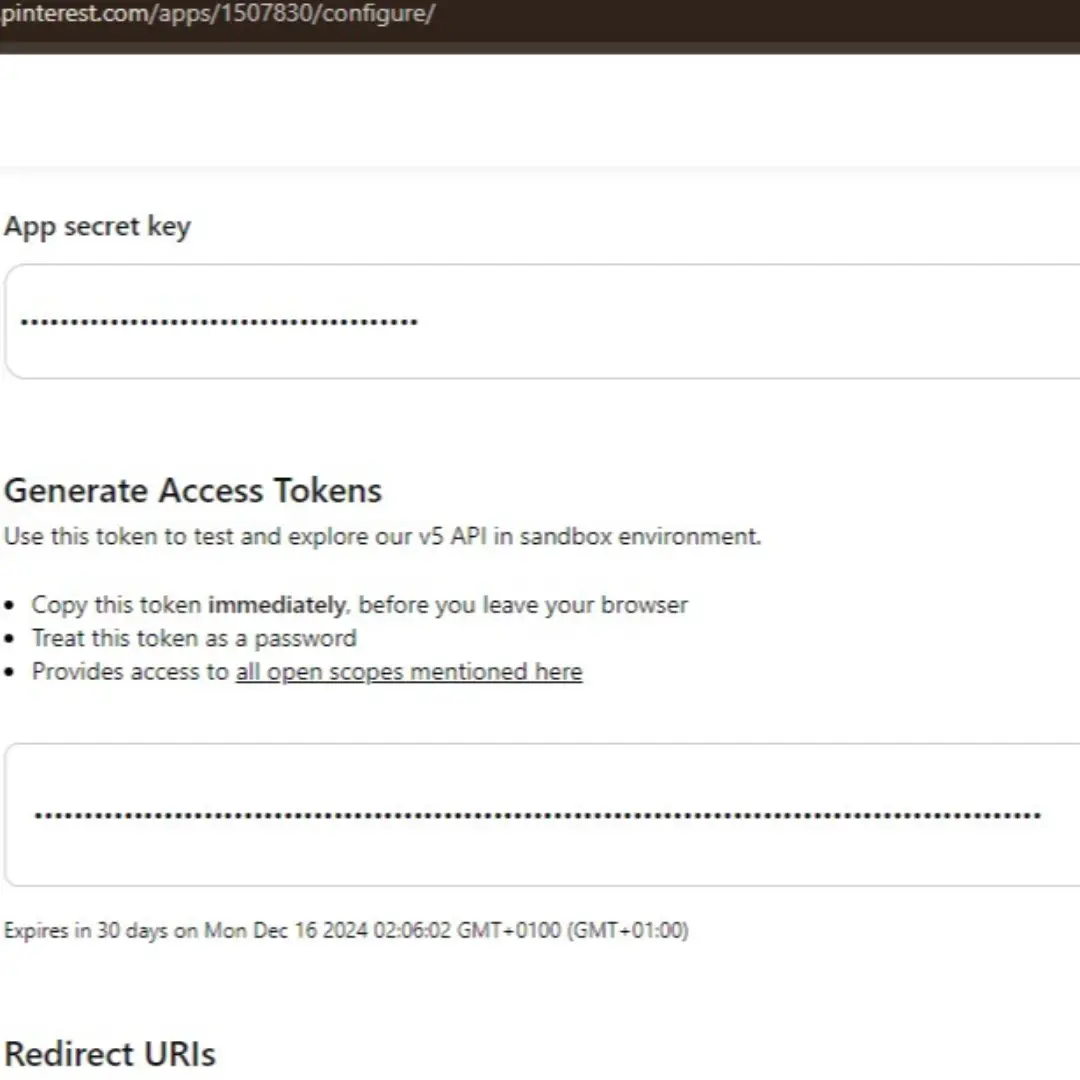 pinterest.com/apps/1507830/configure/
App secret key
••••••••••••••••••••••••••••••••••••••••
Generate Access Tokens
Use this token to test and explore our v5 API in sandbox environment.
• Copy this token immediately, before you leave your browser
• Treat this token as a password
• Provides access to all open scopes mentioned here
Expires in 30 days on Mon Dec 16 2024 02:06:02 GMT+0100 (GMT+01:00)
Redirect URIs